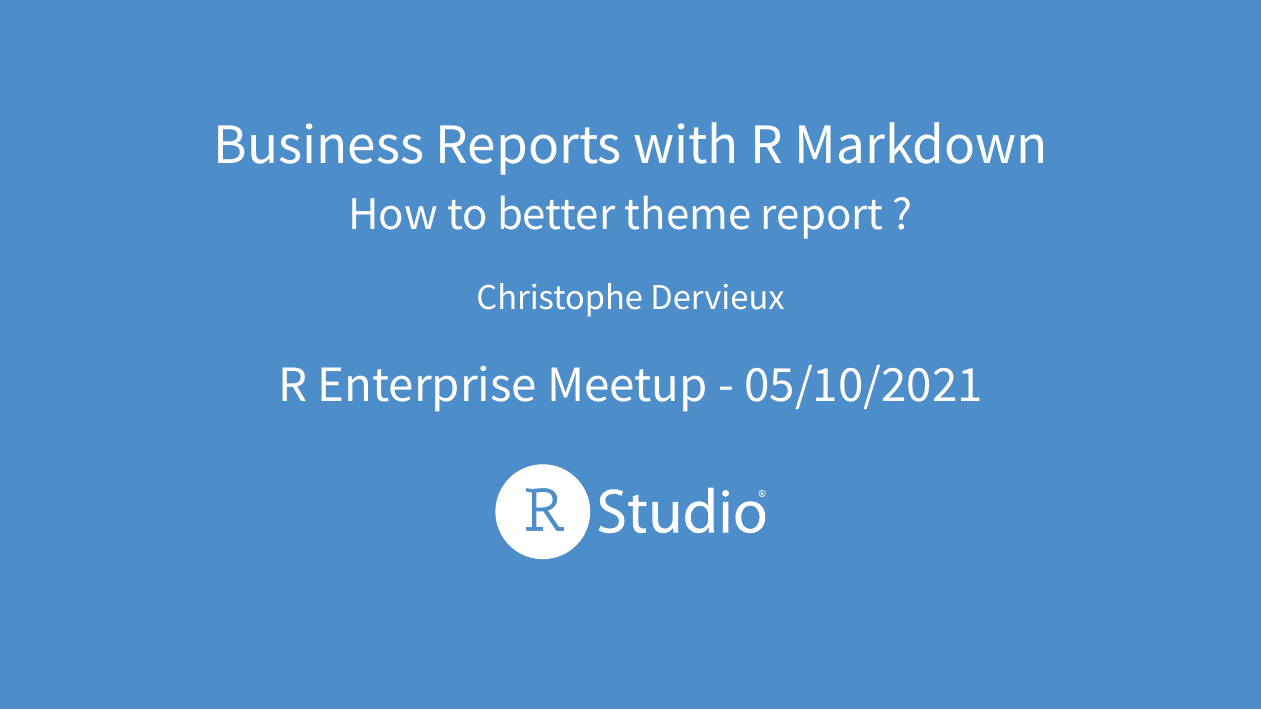 Business Reports with R Markdown
How to better theme report ?
Christophe Dervieux
R Enterprise Meetup - 05/10/2021
R Studio®